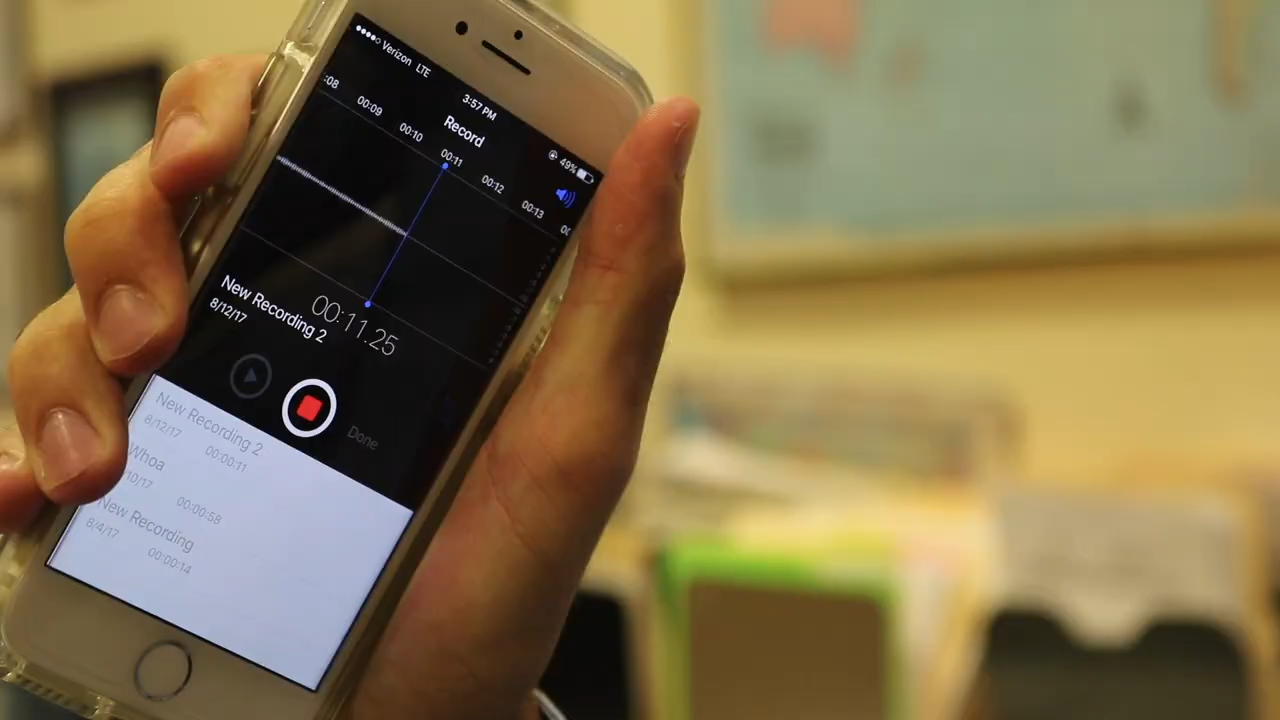 Verizon LTE
3:57 PM
49%
Record
:08 00:09 00:10 00:11 00:12 00:13
New Recording 2
8/12/17
00:11.25
Done
New Recording 2
8/12/17 00:00:11
Whoa
10/17 00:00:58
New Recording
8/4/17 00:00:14